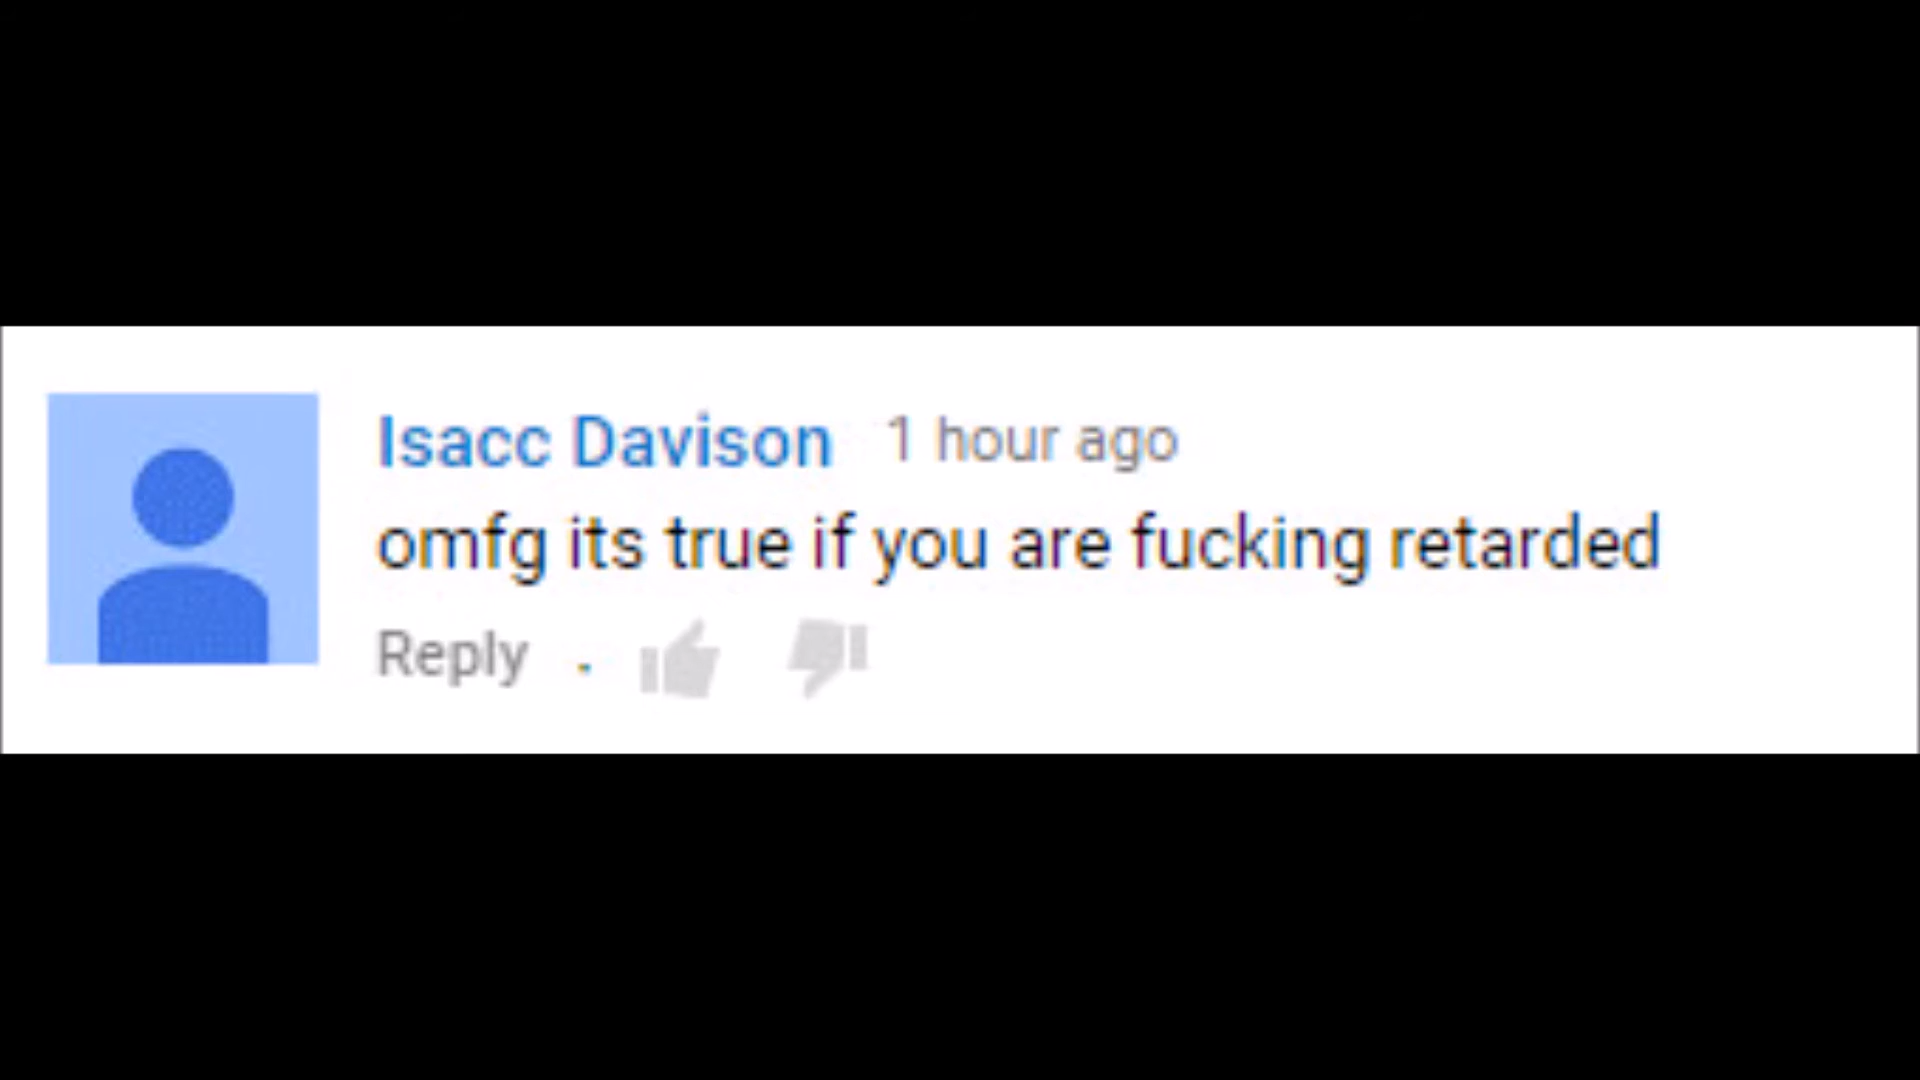 Isacc Davison 1 hour ago
omfg its true if you are fucking retarded
Reply .